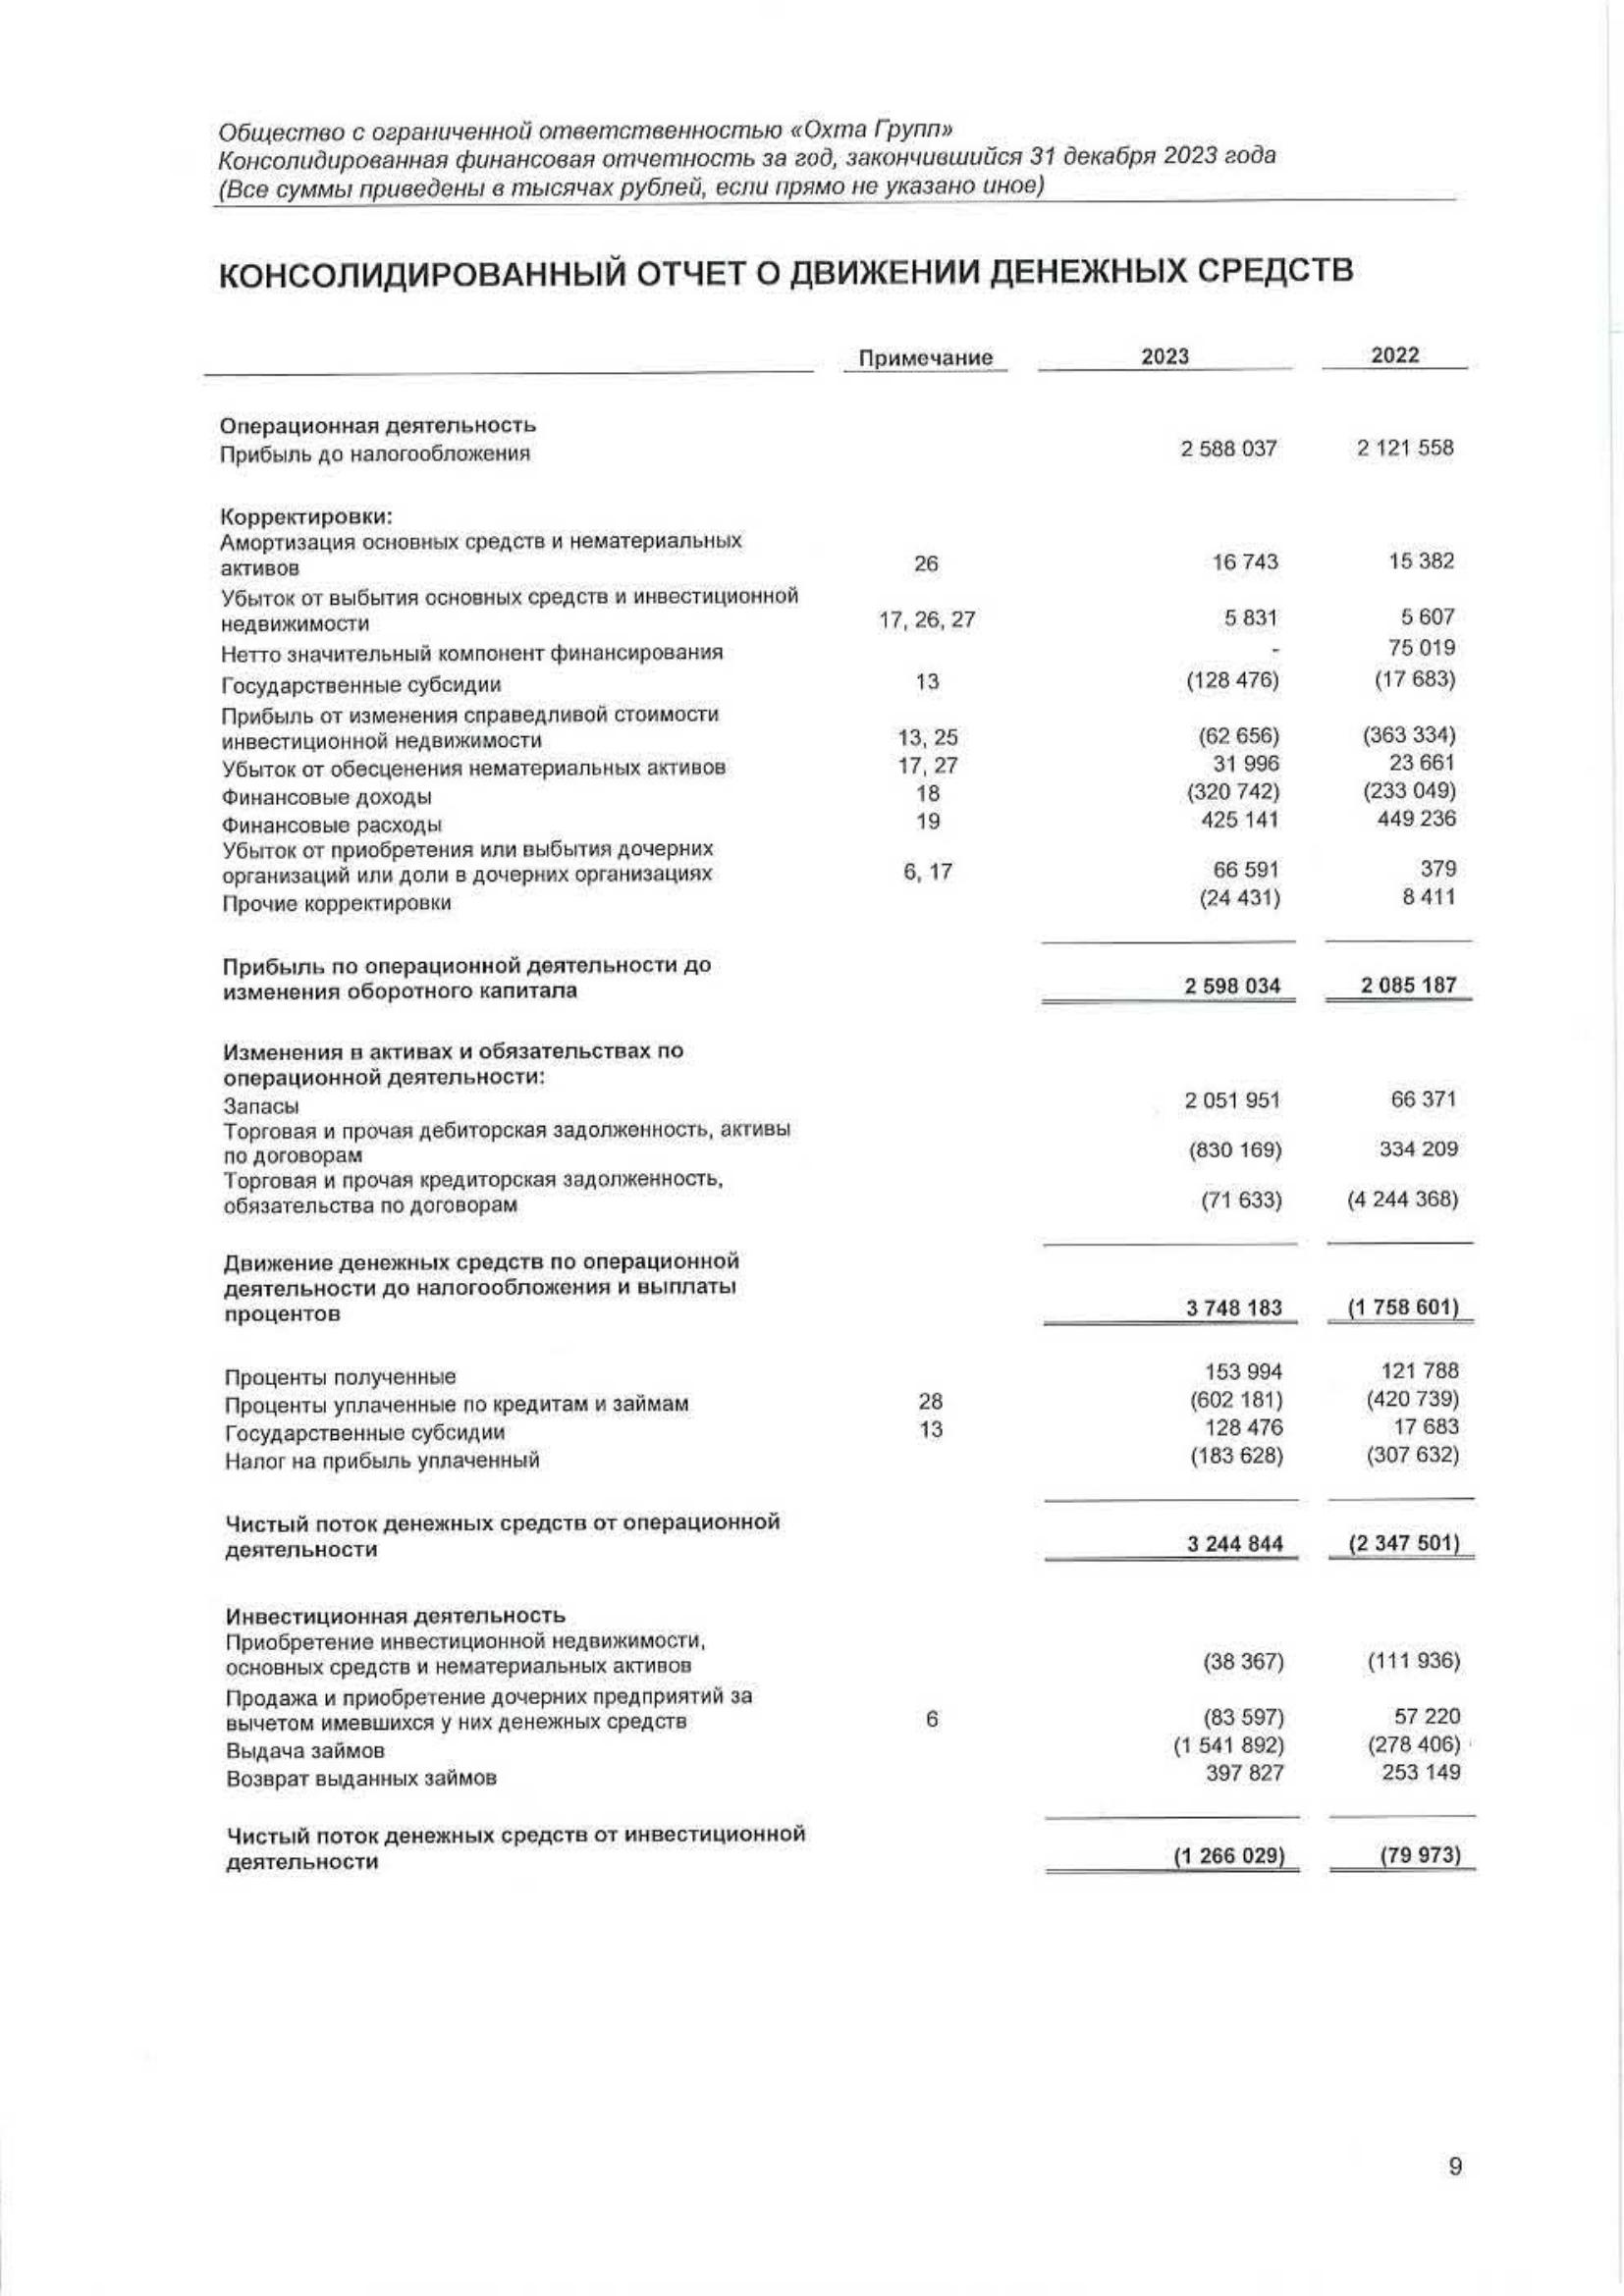 Общество с ограниченной ответственностью «Охта Групп»
Консолидированная финансовая отчетность за год, закончившийся 31 декабря 2023 года
(Все суммы приведены в тысячах рублей, если прямо не указано иное)
КОНСОЛИДИРОВАННЫЙ ОТЧЕТ О ДВИЖЕНИИ ДЕНЕЖНЫХ СРЕДСТВ
Примечание 2023 2022
Операционная деятельность
Прибыль до налогообложения 2 588 037 2 121 558
Корректировки:
Амортизация основных средств и нематериальных
активов 26 16 743 15 382
Убыток от выбытия основных средств и инвестиционной
недвижимости 17, 26, 27 5 831 5 607
Нетто значительный компонент финансирования - 75 019
Государственные субсидии 13 (128 476) (17 683)
Прибыль от изменения справедливой стоимости
инвестиционной недвижимости 13, 25 (62 656) (363 334)
Убыток от обесценения нематериальных активов 17, 27 31 996 23 661
Финансовые доходы 18 (320 742) (233 049)
Финансовые расходы 19 425 141 449 236
Убыток от приобретения или выбытия дочерних
организаций или доли в дочерних организациях 6, 17 66 591 379
Прочие корректировки (24 431) 8 411
Прибыль по операционной деятельности до
изменения оборотного капитала 2 598 034 2 085 187
Изменения в активах и обязательствах по
операционной деятельности:
Запасы 2 051 951 66 371
Торговая и прочая дебиторская задолженность, активы
по договорам (830 169) 334 209
Торговая и прочая кредиторская задолженность,
обязательства по договорам (71 633) (4 244 368)
Движение денежных средств по операционной
деятельности до налогообложения и выплаты
процентов 3 748 183 (1 758 601)
Проценты полученные 153 994 121 788
Проценты уплаченные по кредитам и займам 28 (602 181) (420 739)
Государственные субсидии 13 128 476 17 683
Налог на прибыль уплаченный (183 628) (307 632)
Чистый поток денежных средств от операционной
деятельности 3 244 844 (2 347 501)
Инвестиционная деятельность
Приобретение инвестиционной недвижимости,
основных средств и нематериальных активов (38 367) (111 936)
Продажа и приобретение дочерних предприятий за
вычетом имевшихся у них денежных средств 6 (83 597) 57 220
Выдача займов (1 541 892) (278 406)
Возврат выданных займов 397 827 253 149
Чистый поток денежных средств от инвестиционной
деятельности (1 266 029) (79 973)
9